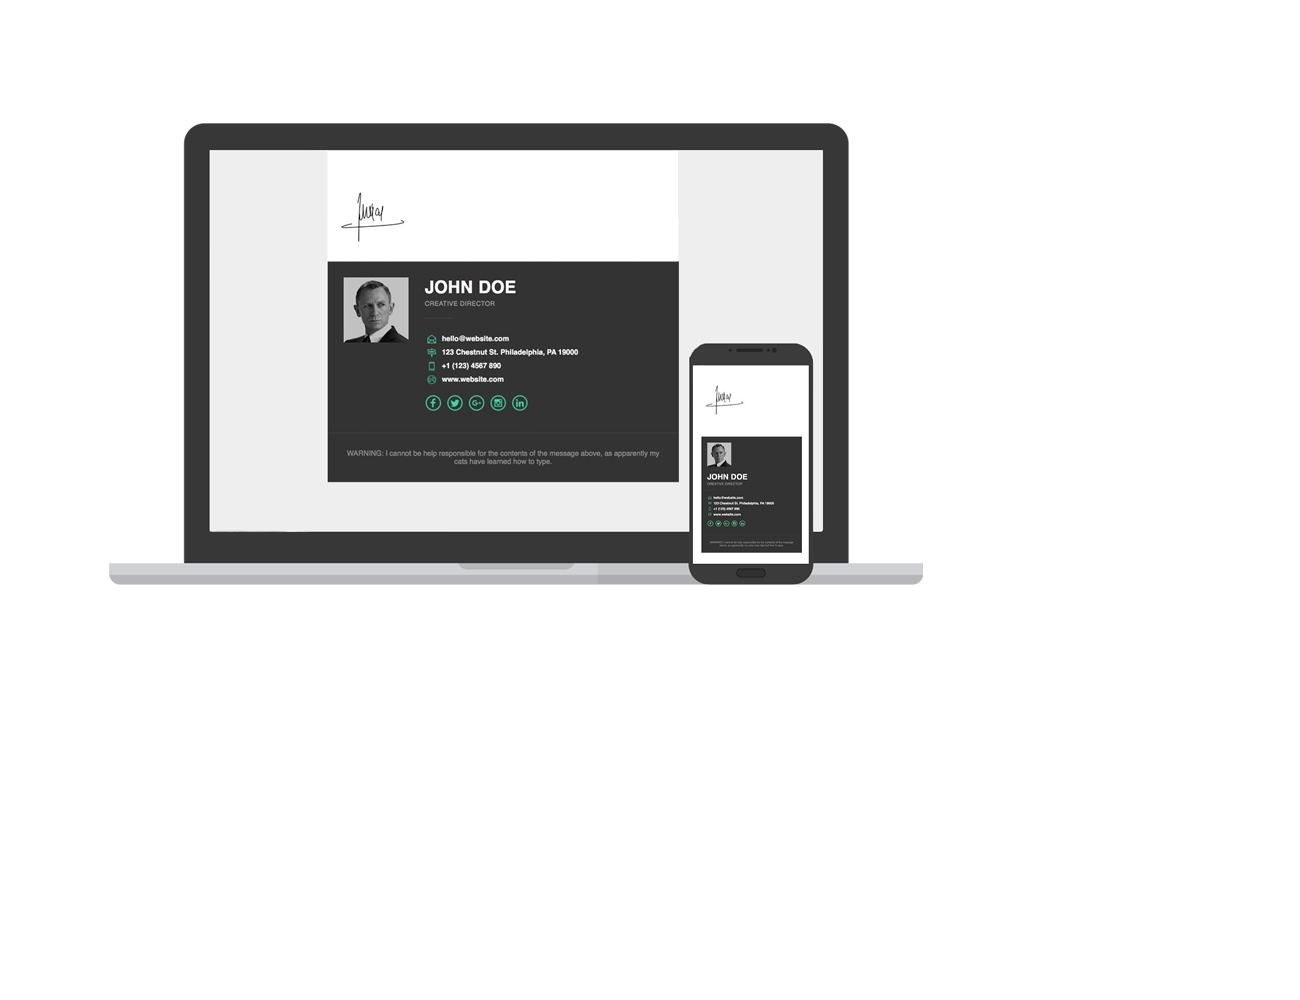 JOHN DOE
CREATIVE DIRECTOR
hello@website.com
123 Chestnut St. Philadelphia, PA 19000
+1 (123) 4567 890
www.website.com
WARNING: I cannot be help responsible for the contents of the message above, as apparently my
cats have learned how to type.
JOHN DOE
CREATIVE DIRECTOR
hello@website.com
123 Chestnut St. Philadelphia, PA 19000
+1 (123) 4567 890
www.website.com